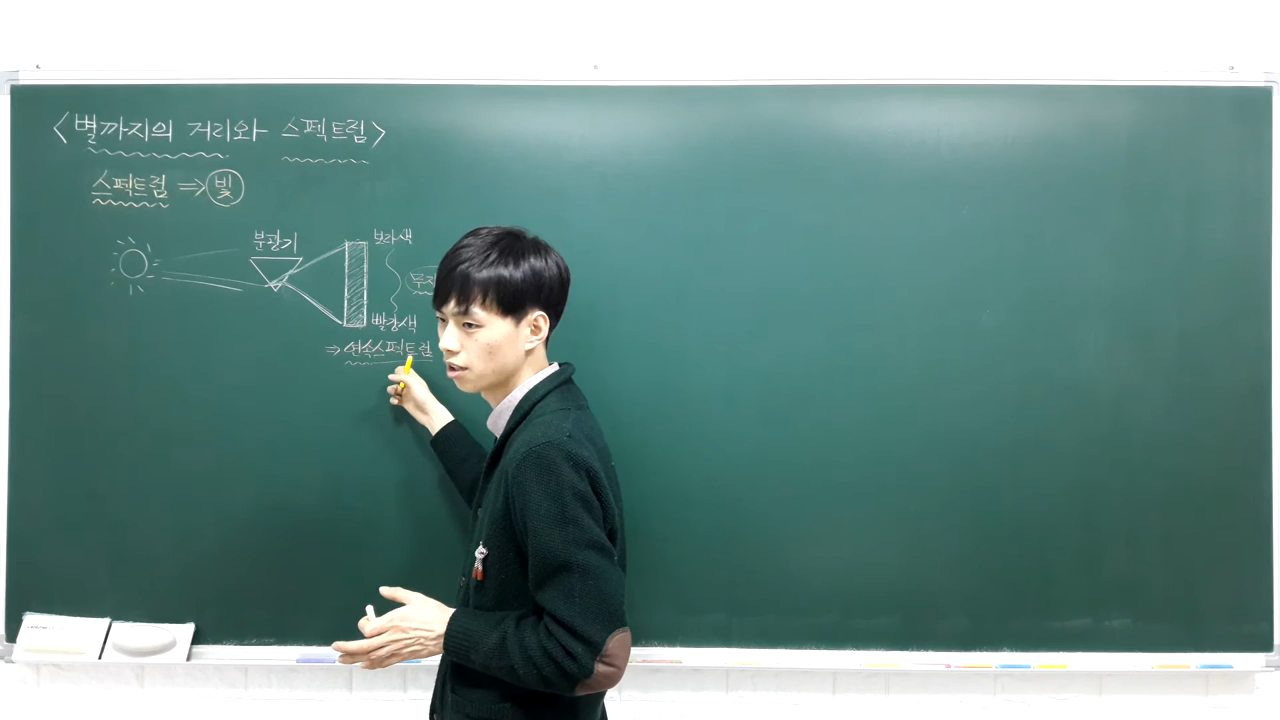 <별까지의 거리와 스펙트럼>
스펙트럼 ⇒ 빛
분광기
보라색
빨강색
⇒ 연속스펙트럼